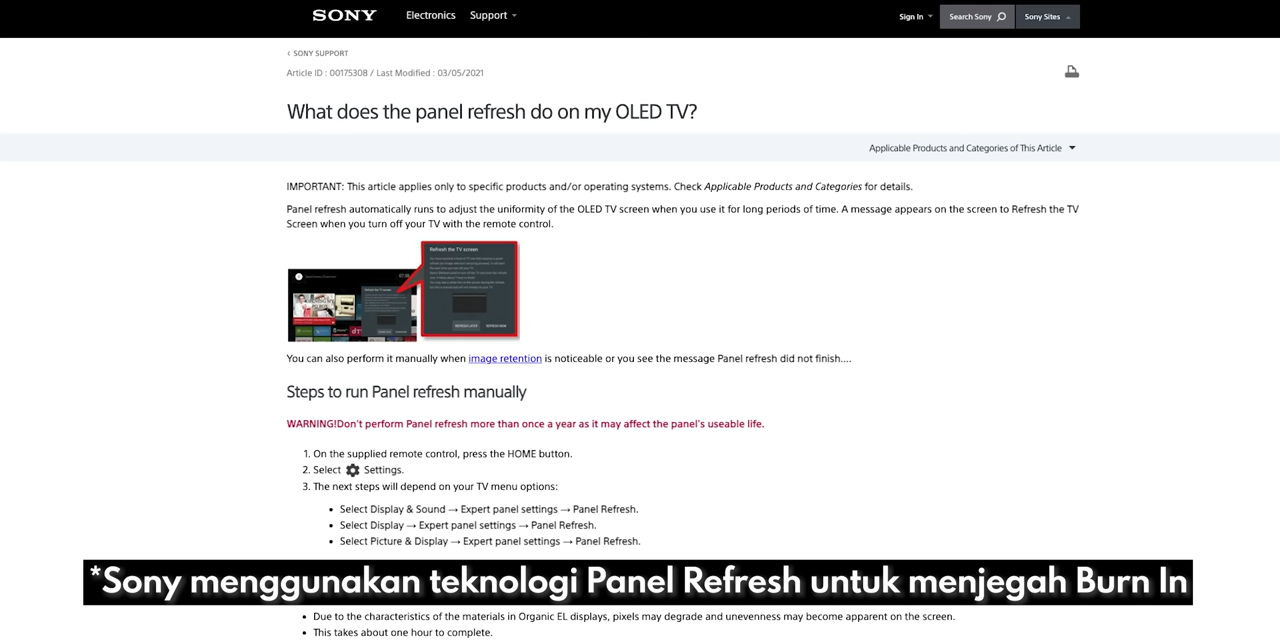 SONY
Electronics
Support
Sign In
Search Sony
Sony Sites
‹ SONY SUPPORT
Article ID : 00175308 / Last Modified : 03/05/2021
What does the panel refresh do on my OLED TV?
Applicable Products and Categories of This Article
IMPORTANT: This article applies only to specific products and/or operating systems. Check Applicable Products and Categories for details.
Panel refresh automatically runs to adjust the uniformity of the OLED TV screen when you use it for long periods of time. A message appears on the screen to Refresh the TV
Screen when you turn off your TV with the remote control.
Refresh the TV screen
You can also perform it manually when image retention is noticeable or you see the message Panel refresh did not finish....
Steps to run Panel refresh manually
WARNING!Don't perform Panel refresh more than once a year as it may affect the panel's useable life.
1. On the supplied remote control, press the HOME button.
2. Select Settings.
3. The next steps will depend on your TV menu options:
• Select Display & Sound → Expert panel settings → Panel Refresh.
• Select Display → Expert panel settings → Panel Refresh.
• Select Picture & Display → Expert panel settings → Panel Refresh.
*Sony menggunakan teknologi Panel Refresh untuk menjegah Burn In
• Due to the characteristics of the materials in Organic EL displays, pixels may degrade and unevenness may become apparent on the screen.
• This takes about one hour to complete.